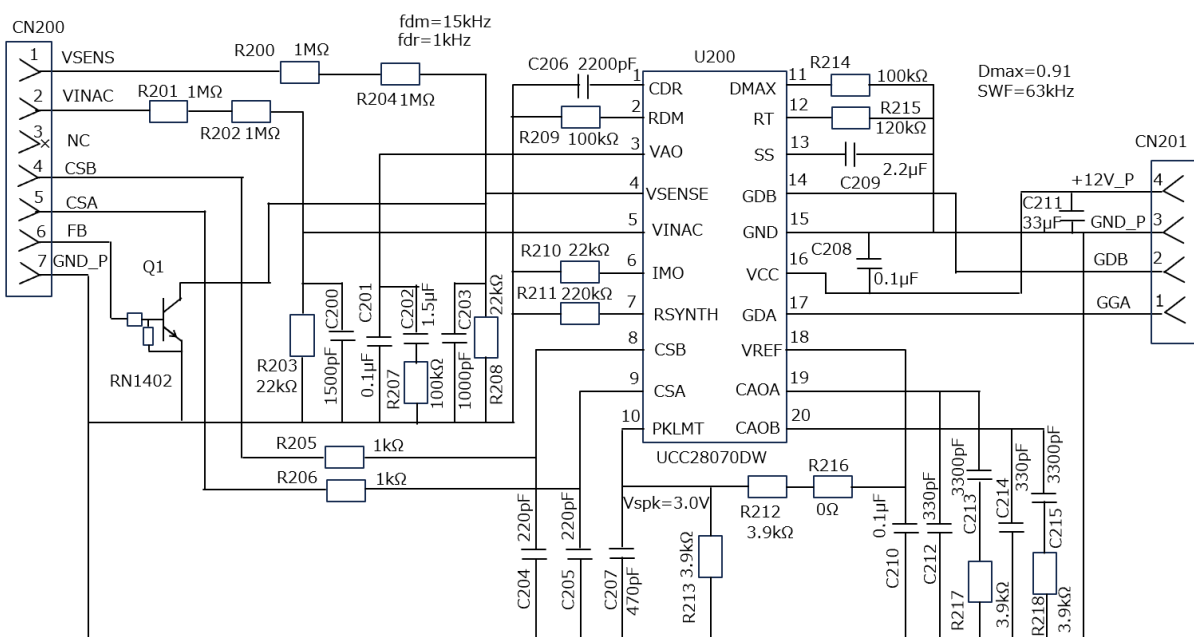 CN200
1 VSENS
2 VINAC
3 NC
4 CSB
5 CSA
6 FB
7 GND_P
R200 1MΩ
R204 1MΩ
R201 1MΩ
R202 1MΩ
fdm=15kHz
fdr=1kHz
Q1
RN1402
R203
22kΩ
C200
1500pF
C201
0.1μF
C202
1.5μF
R207
100kΩ
C203
1000pF
22kΩ
R208
R205 1kΩ
R206 1kΩ
C206 2200pF
R209 100kΩ
R210 22kΩ
R211 220kΩ
U200
1 CDR
2 RDM
3 VAO
4 VSENSE
5 VINAC
6 IMO
7 RSYNTH
8 CSB
9 CSA
10 PKLMT
DMAX 11
RT 12
SS 13
GDB 14
GND 15
VCC 16
GDA 17
VREF 18
CAOA 19
CAOB 20
UCC28070DW
R214
100kΩ
R215
120kΩ
C209 2.2μF
C208
0.1μF
Dmax=0.91
SWF=63kHz
CN201
+12V_P 4
C211
33μF
GND_P 3
GDB 2
GGA 1
220pF
C204
220pF
C205
C207
470pF
Vspk=3.0V
R212
3.9kΩ
R216
0Ω
R213 3.9kΩ
0.1μF
C210
330pF
C212
3300pF
C213
R217
3.9kΩ
330pF
C214
3300pF
C215
R218
3.9kΩ